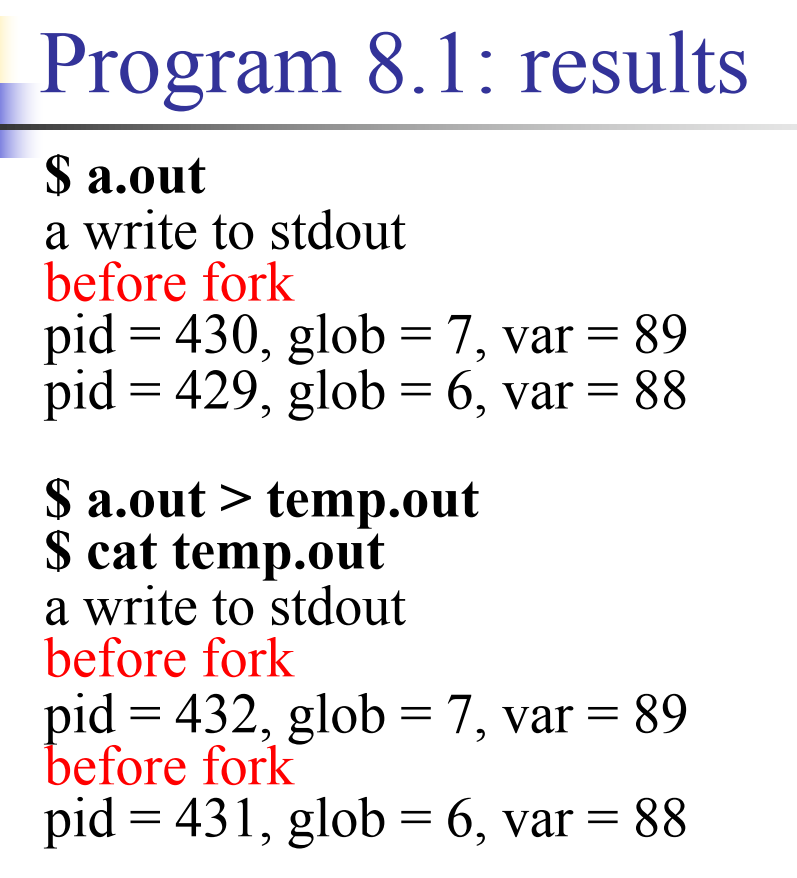 Program 8.1: results
$ a.out
a write to stdout
before fork
pid = 430, glob = 7, var = 89
pid = 429, glob = 6, var = 88
$ a.out > temp.out
$ cat temp.out
a write to stdout
before fork
pid = 432, glob = 7, var = 89
before fork
pid = 431, glob = 6, var = 88